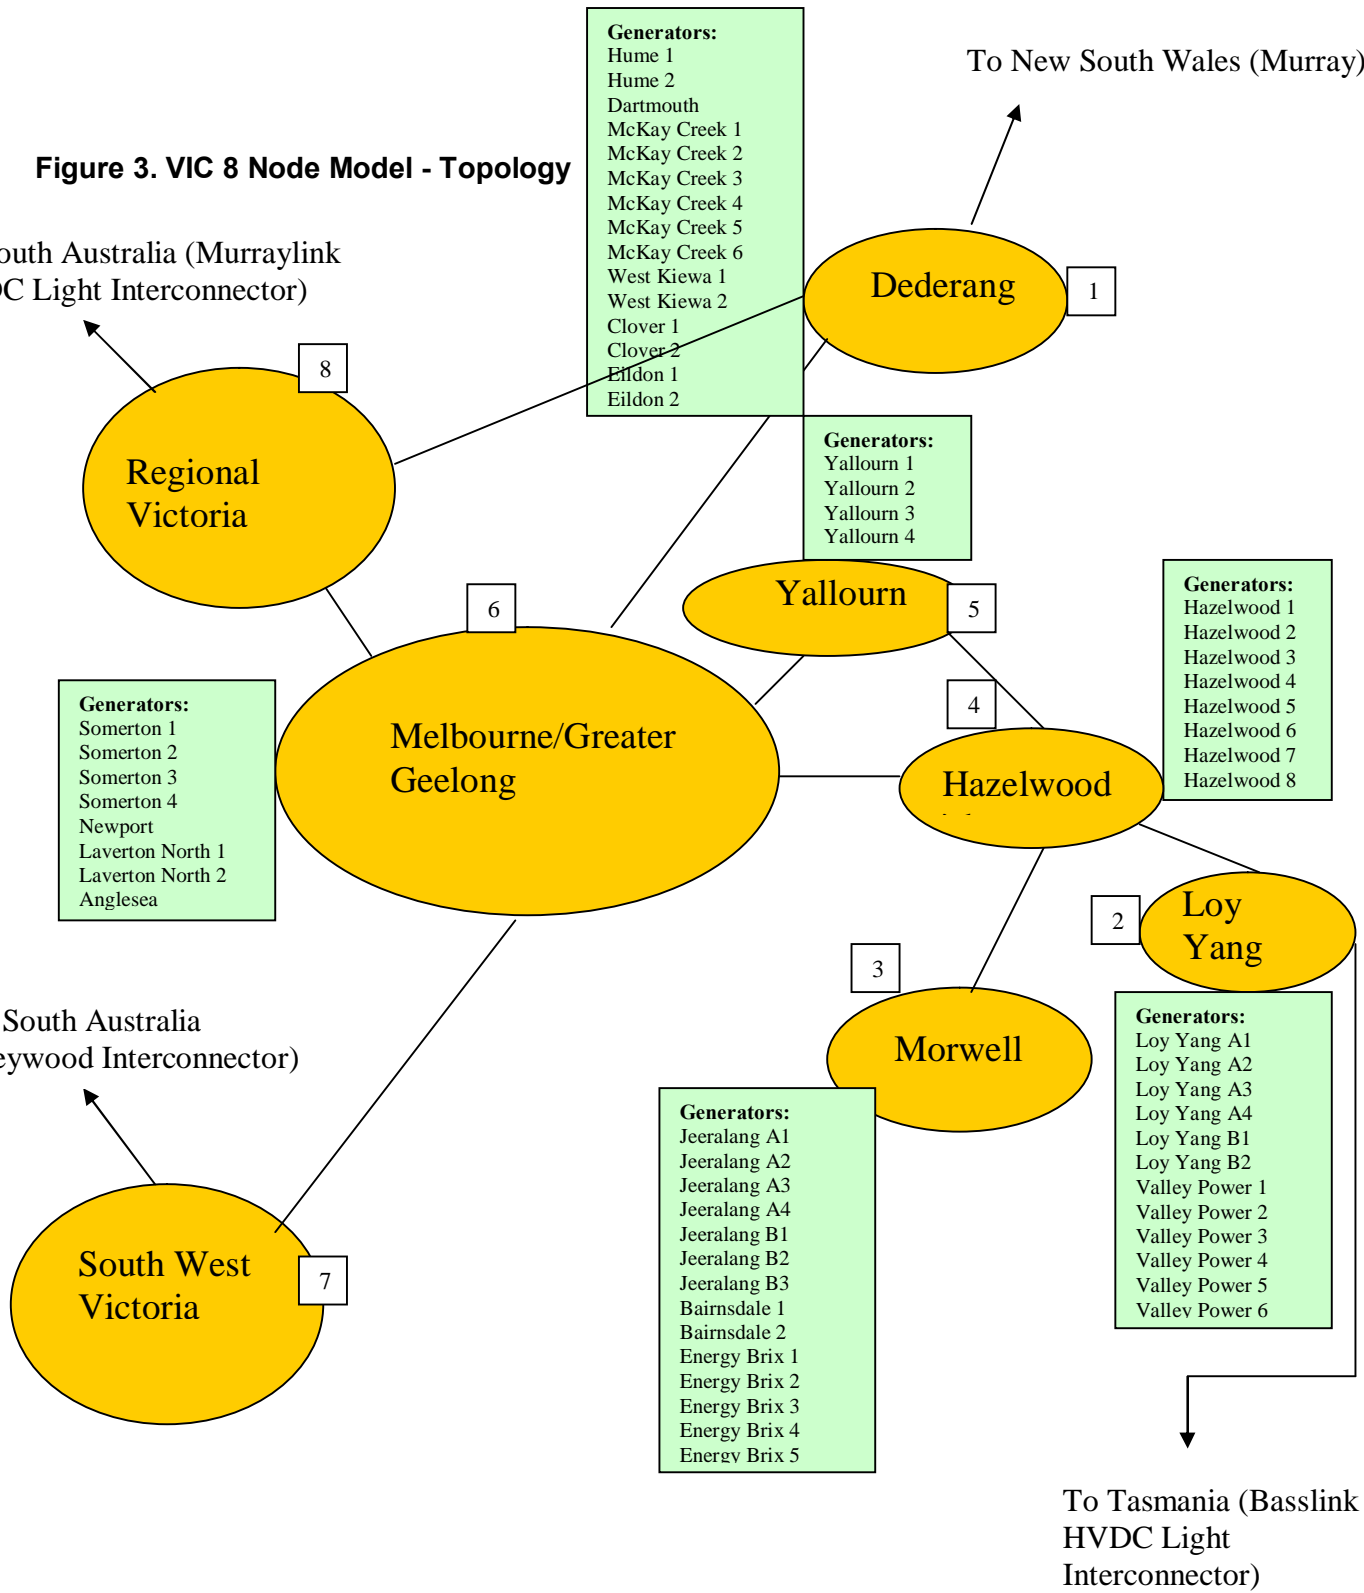 Generators:
Hume 1
Hume 2
Dartmouth
McKay Creek 1
McKay Creek 2
McKay Creek 3
McKay Creek 4
McKay Creek 5
McKay Creek 6
West Kiewa 1
West Kiewa 2
Clover 1
Clover 2
Eildon 1
Eildon 2
To New South Wales (Murray)
Figure 3. VIC 8 Node Model - Topology
outh Australia (Murraylink
C Light Interconnector)
Dederang
1
8
Regional
Victoria
Generators:
Yallourn 1
Yallourn 2
Yallourn 3
Yallourn 4
Yallourn
5
6
Generators:
Hazelwood 1
Hazelwood 2
Hazelwood 3
Hazelwood 4
Hazelwood 5
Hazelwood 6
Hazelwood 7
Hazelwood 8
4
Hazelwood
Melbourne/Greater
Geelong
Generators:
Somerton 1
Somerton 2
Somerton 3
Somerton 4
Newport
Laverton North 1
Laverton North 2
Anglesea
2
Loy
Yang
3
Morwell
South Australia
eywood Interconnector)
Generators:
Loy Yang A1
Loy Yang A2
Loy Yang A3
Loy Yang A4
Loy Yang B1
Loy Yang B2
Valley Power 1
Valley Power 2
Valley Power 3
Valley Power 4
Valley Power 5
Valley Power 6
Generators:
Jeeralang A1
Jeeralang A2
Jeeralang A3
Jeeralang A4
Jeeralang B1
Jeeralang B2
Jeeralang B3
Bairnsdale 1
Bairnsdale 2
Energy Brix 1
Energy Brix 2
Energy Brix 3
Energy Brix 4
Energy Brix 5
South West
Victoria
7
To Tasmania (Basslink
HVDC Light
Interconnector)